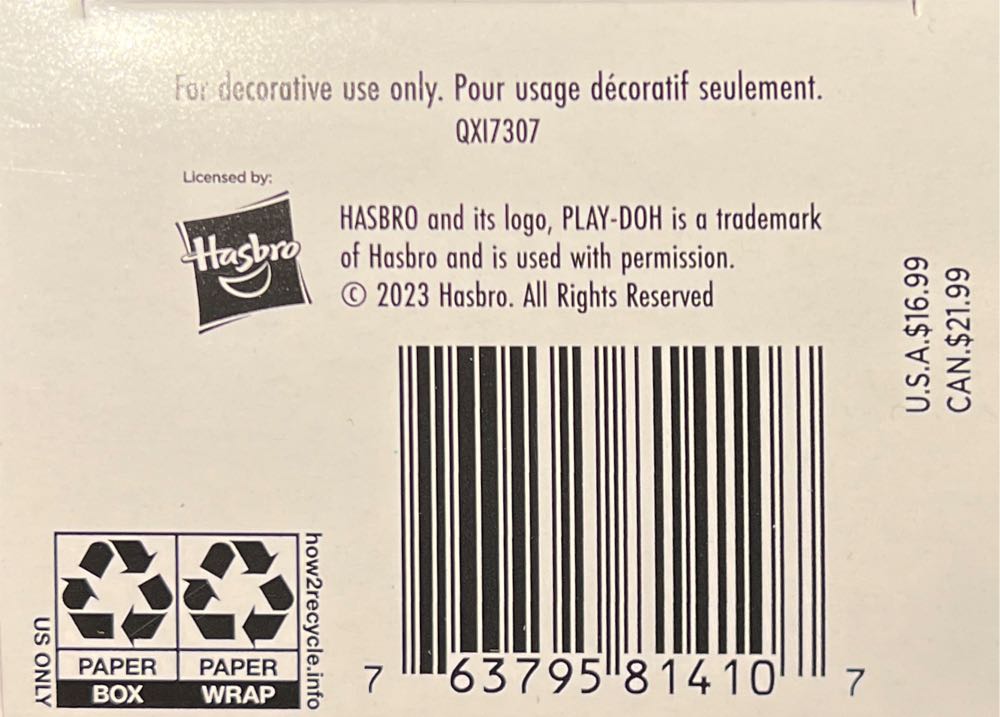 For decorative use only. Pour usage décoratif seulement.
QXI7307
Licensed by:
Hasbro
HASBRO and its logo, PLAY-DOH is a trademark
of Hasbro and is used with permission.
© 2023 Hasbro. All Rights Reserved
U.S.A.$16.99
CAN.$21.99
US ONLY
PAPER
BOX
PAPER
WRAP
how2recycle.info
7 63795 81410 7